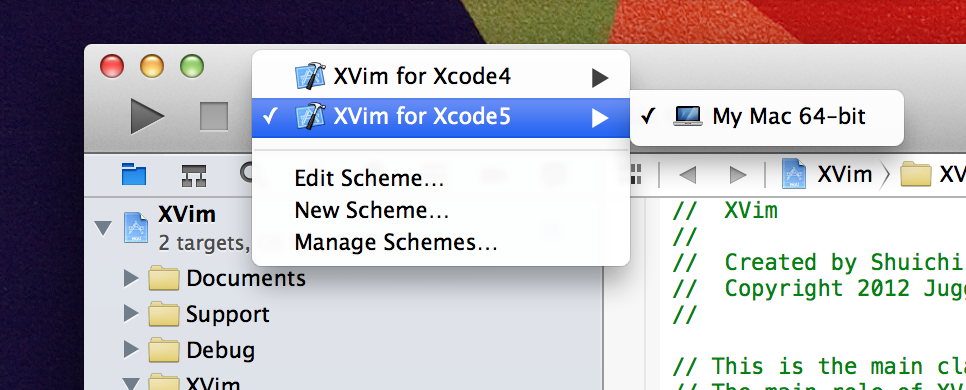 XVim for Xcode4
XVim for Xcode5
My Mac 64-bit
Edit Scheme...
New Scheme...
Manage Schemes...
XVim
XVim
2 targets,
Documents
Support
Debug
XVim
// XVim
//
// Created by Shuichi
// Copyright 2012 Jugg
//
// This is the main cla
// The main role of XV